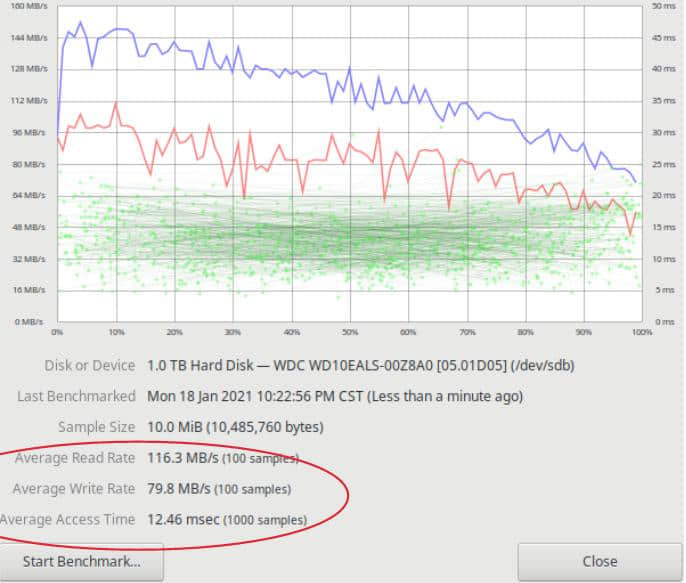 160 MB/s 50 ms
144 MB/s 45 ms
128 MB/s 40 ms
112 MB/s 35 ms
96 MB/s 30 ms
80 MB/s 25 ms
64 MB/s 20 ms
48 MB/s 15 ms
32 MB/s 10 ms
16 MB/s 5 ms
0 MB/s 0 ms
0% 10% 20% 30% 40% 50% 60% 70% 80% 90% 100%
Disk or Device 1.0 TB Hard Disk — WDC WD10EALS-00Z8A0 [05.01D05] (/dev/sdb)
Last Benchmarked Mon 18 Jan 2021 10:22:56 PM CST (Less than a minute ago)
Sample Size 10.0 MiB (10,485,760 bytes)
Average Read Rate 116.3 MB/s (100 samples)
Average Write Rate 79.8 MB/s (100 samples)
Average Access Time 12.46 msec (1000 samples)
Start Benchmark... Close